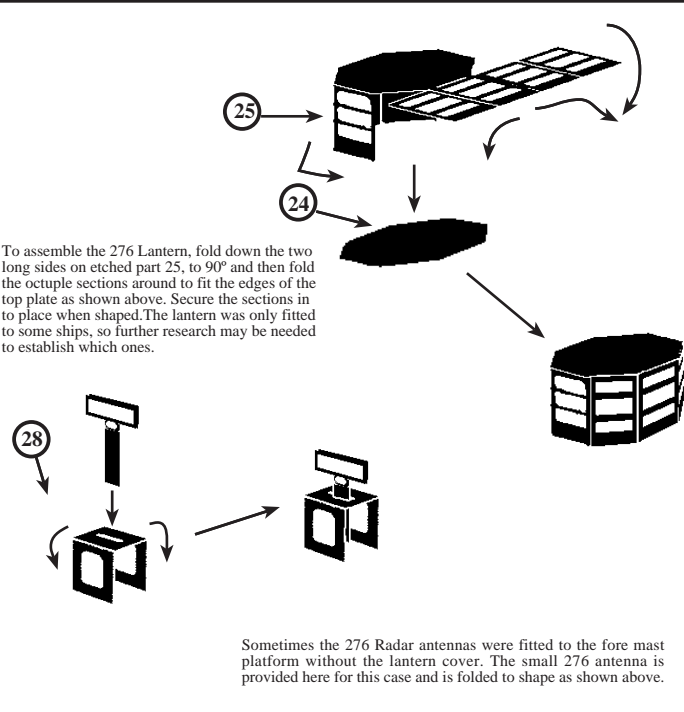 25
24
To assemble the 276 Lantern, fold down the two
long sides on etched part 25, to 90º and then fold
the octuple sections around to fit the edges of the
top plate as shown above. Secure the sections in
to place when shaped.The lantern was only fitted
to some ships, so further research may be needed
to establish which ones.
28
Sometimes the 276 Radar antennas were fitted to the fore mast
platform without the lantern cover. The small 276 antenna is
provided here for this case and is folded to shape as shown above.